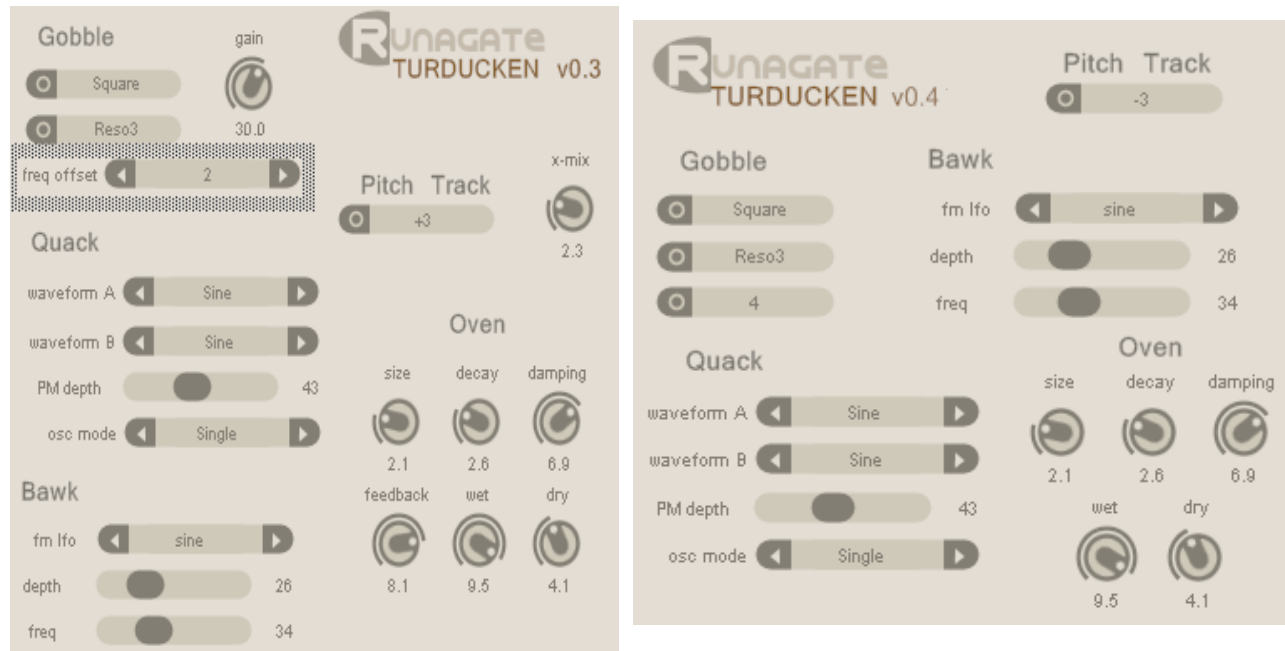 Gobble
gain
Square
Reso3
30.0
freq offset 2
RUNAGATE
TURDUCKEN v0.3
x-mix
2.3
Pitch Track
+3
Quack
waveform A Sine
waveform B Sine
PM depth 43
osc mode Single
Bawk
fm lfo sine
depth 26
freq 34
Oven
size decay damping
2.1 2.6 6.9
feedback wet dry
8.1 9.5 4.1
RUNAGATE
TURDUCKEN v0.4
Pitch Track
-3
Gobble
Square
Reso3
4
Bawk
fm lfo sine
depth 26
freq 34
Quack
waveform A Sine
waveform B Sine
PM depth 43
osc mode Single
Oven
size decay damping
2.1 2.6 6.9
wet dry
9.5 4.1